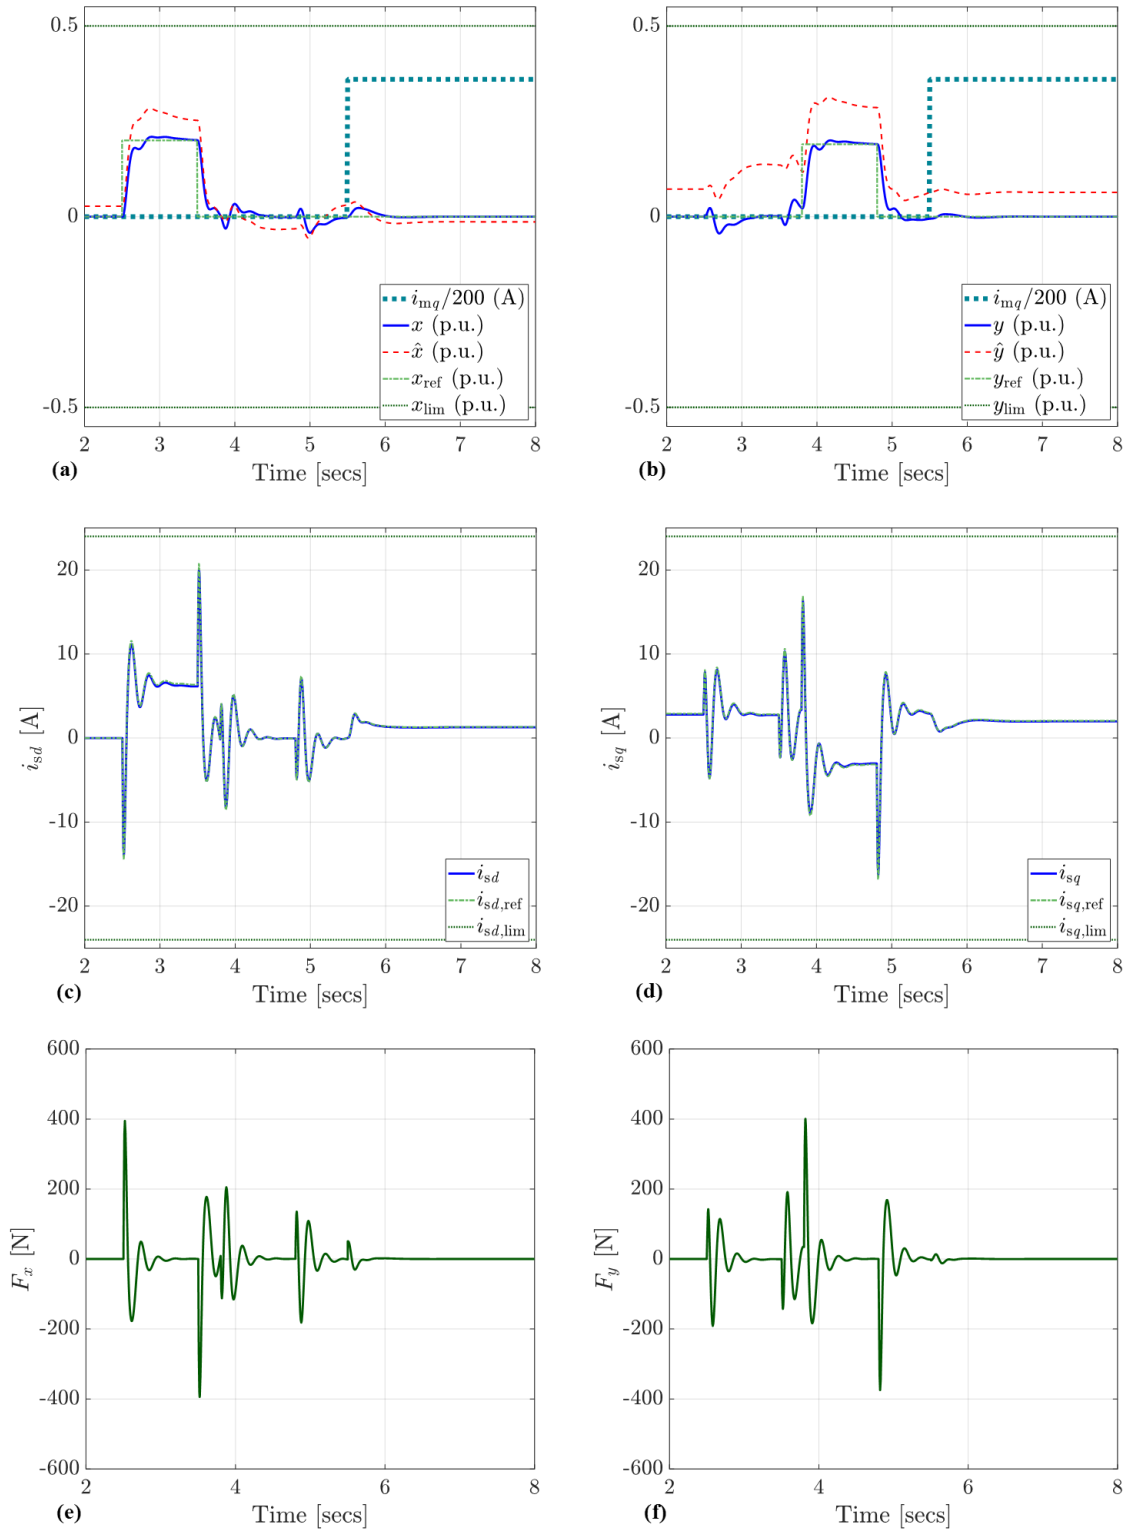 0.5
0
-0.5
i_mq/200 (A)
x (p.u.)
x̂ (p.u.)
x_ref (p.u.)
x_lim (p.u.)
2 3 4 5 6 7 8
(a) Time [secs]
0.5
0
-0.5
i_mq/200 (A)
y (p.u.)
ŷ (p.u.)
y_ref (p.u.)
y_lim (p.u.)
2 3 4 5 6 7 8
(b) Time [secs]
20
10
0
-10
-20
i_sd [A]
i_sd
i_sd,ref
i_sd,lim
2 3 4 5 6 7 8
(c) Time [secs]
20
10
0
-10
-20
i_sq [A]
i_sq
i_sq,ref
i_sq,lim
2 3 4 5 6 7 8
(d) Time [secs]
600
400
200
0
-200
-400
-600
F_x [N]
2 4 6 8
(e) Time [secs]
600
400
200
0
-200
-400
-600
F_y [N]
2 4 6 8
(f) Time [secs]